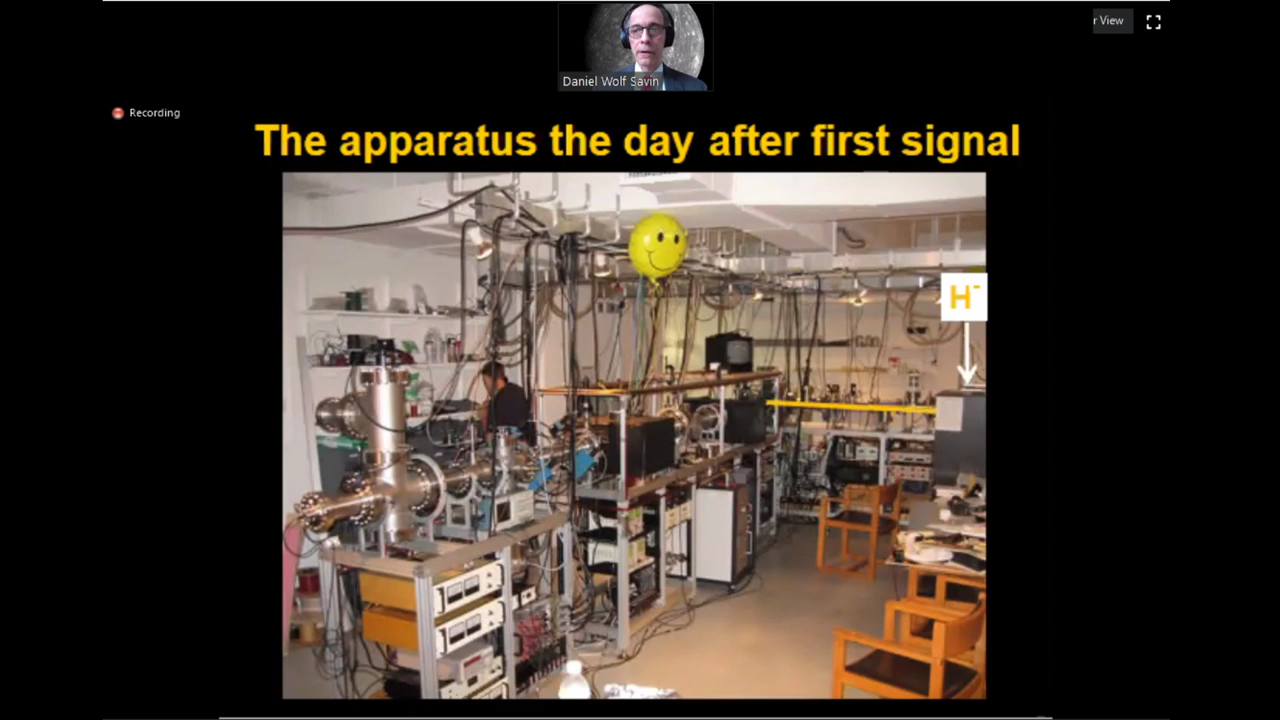 r View
Daniel Wolf Savin
Recording
The apparatus the day after first signal
H⁻